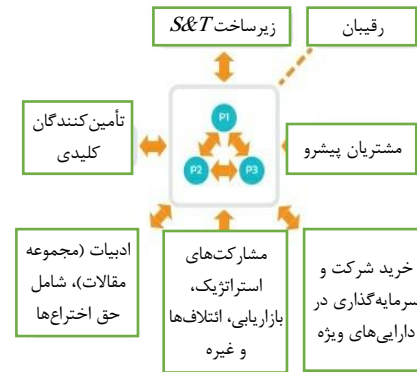 زیرساخت S&T
رقیبان
تأمین‌کنندگان
کلیدی
P1
P2
P3
مشتریان پیشرو
ادبیات (مجموعه
مقالات)، شامل
حق اختراع‌ها
مشارکت‌های
استراتژیک،
بازاریابی، ائتلاف‌ها
و غیره
خرید شرکت و
سرمایه‌گذاری در
دارایی‌های ویژه